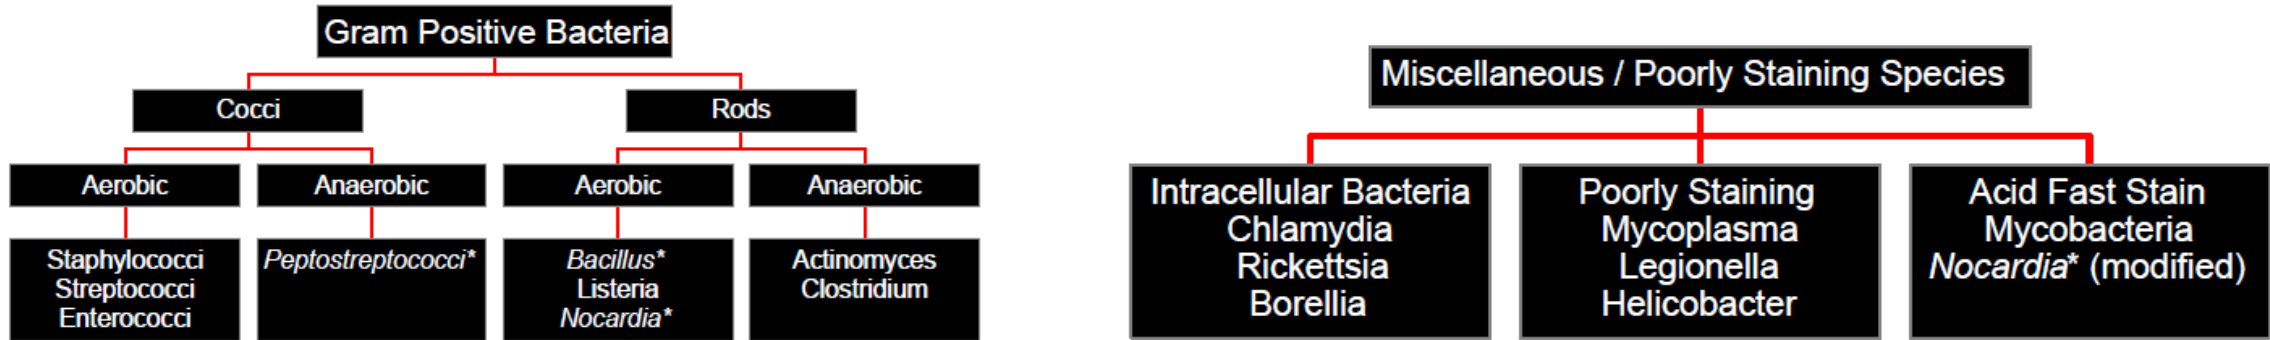 Gram Positive Bacteria
Cocci
Rods
Aerobic
Anaerobic
Aerobic
Anaerobic
Staphylococci
Streptococci
Enterococci
Peptostreptococci*
Bacillus*
Listeria
Nocardia*
Actinomyces
Clostridium
Miscellaneous / Poorly Staining Species
Intracellular Bacteria
Chlamydia
Rickettsia
Borellia
Poorly Staining
Mycoplasma
Legionella
Helicobacter
Acid Fast Stain
Mycobacteria
Nocardia* (modified)